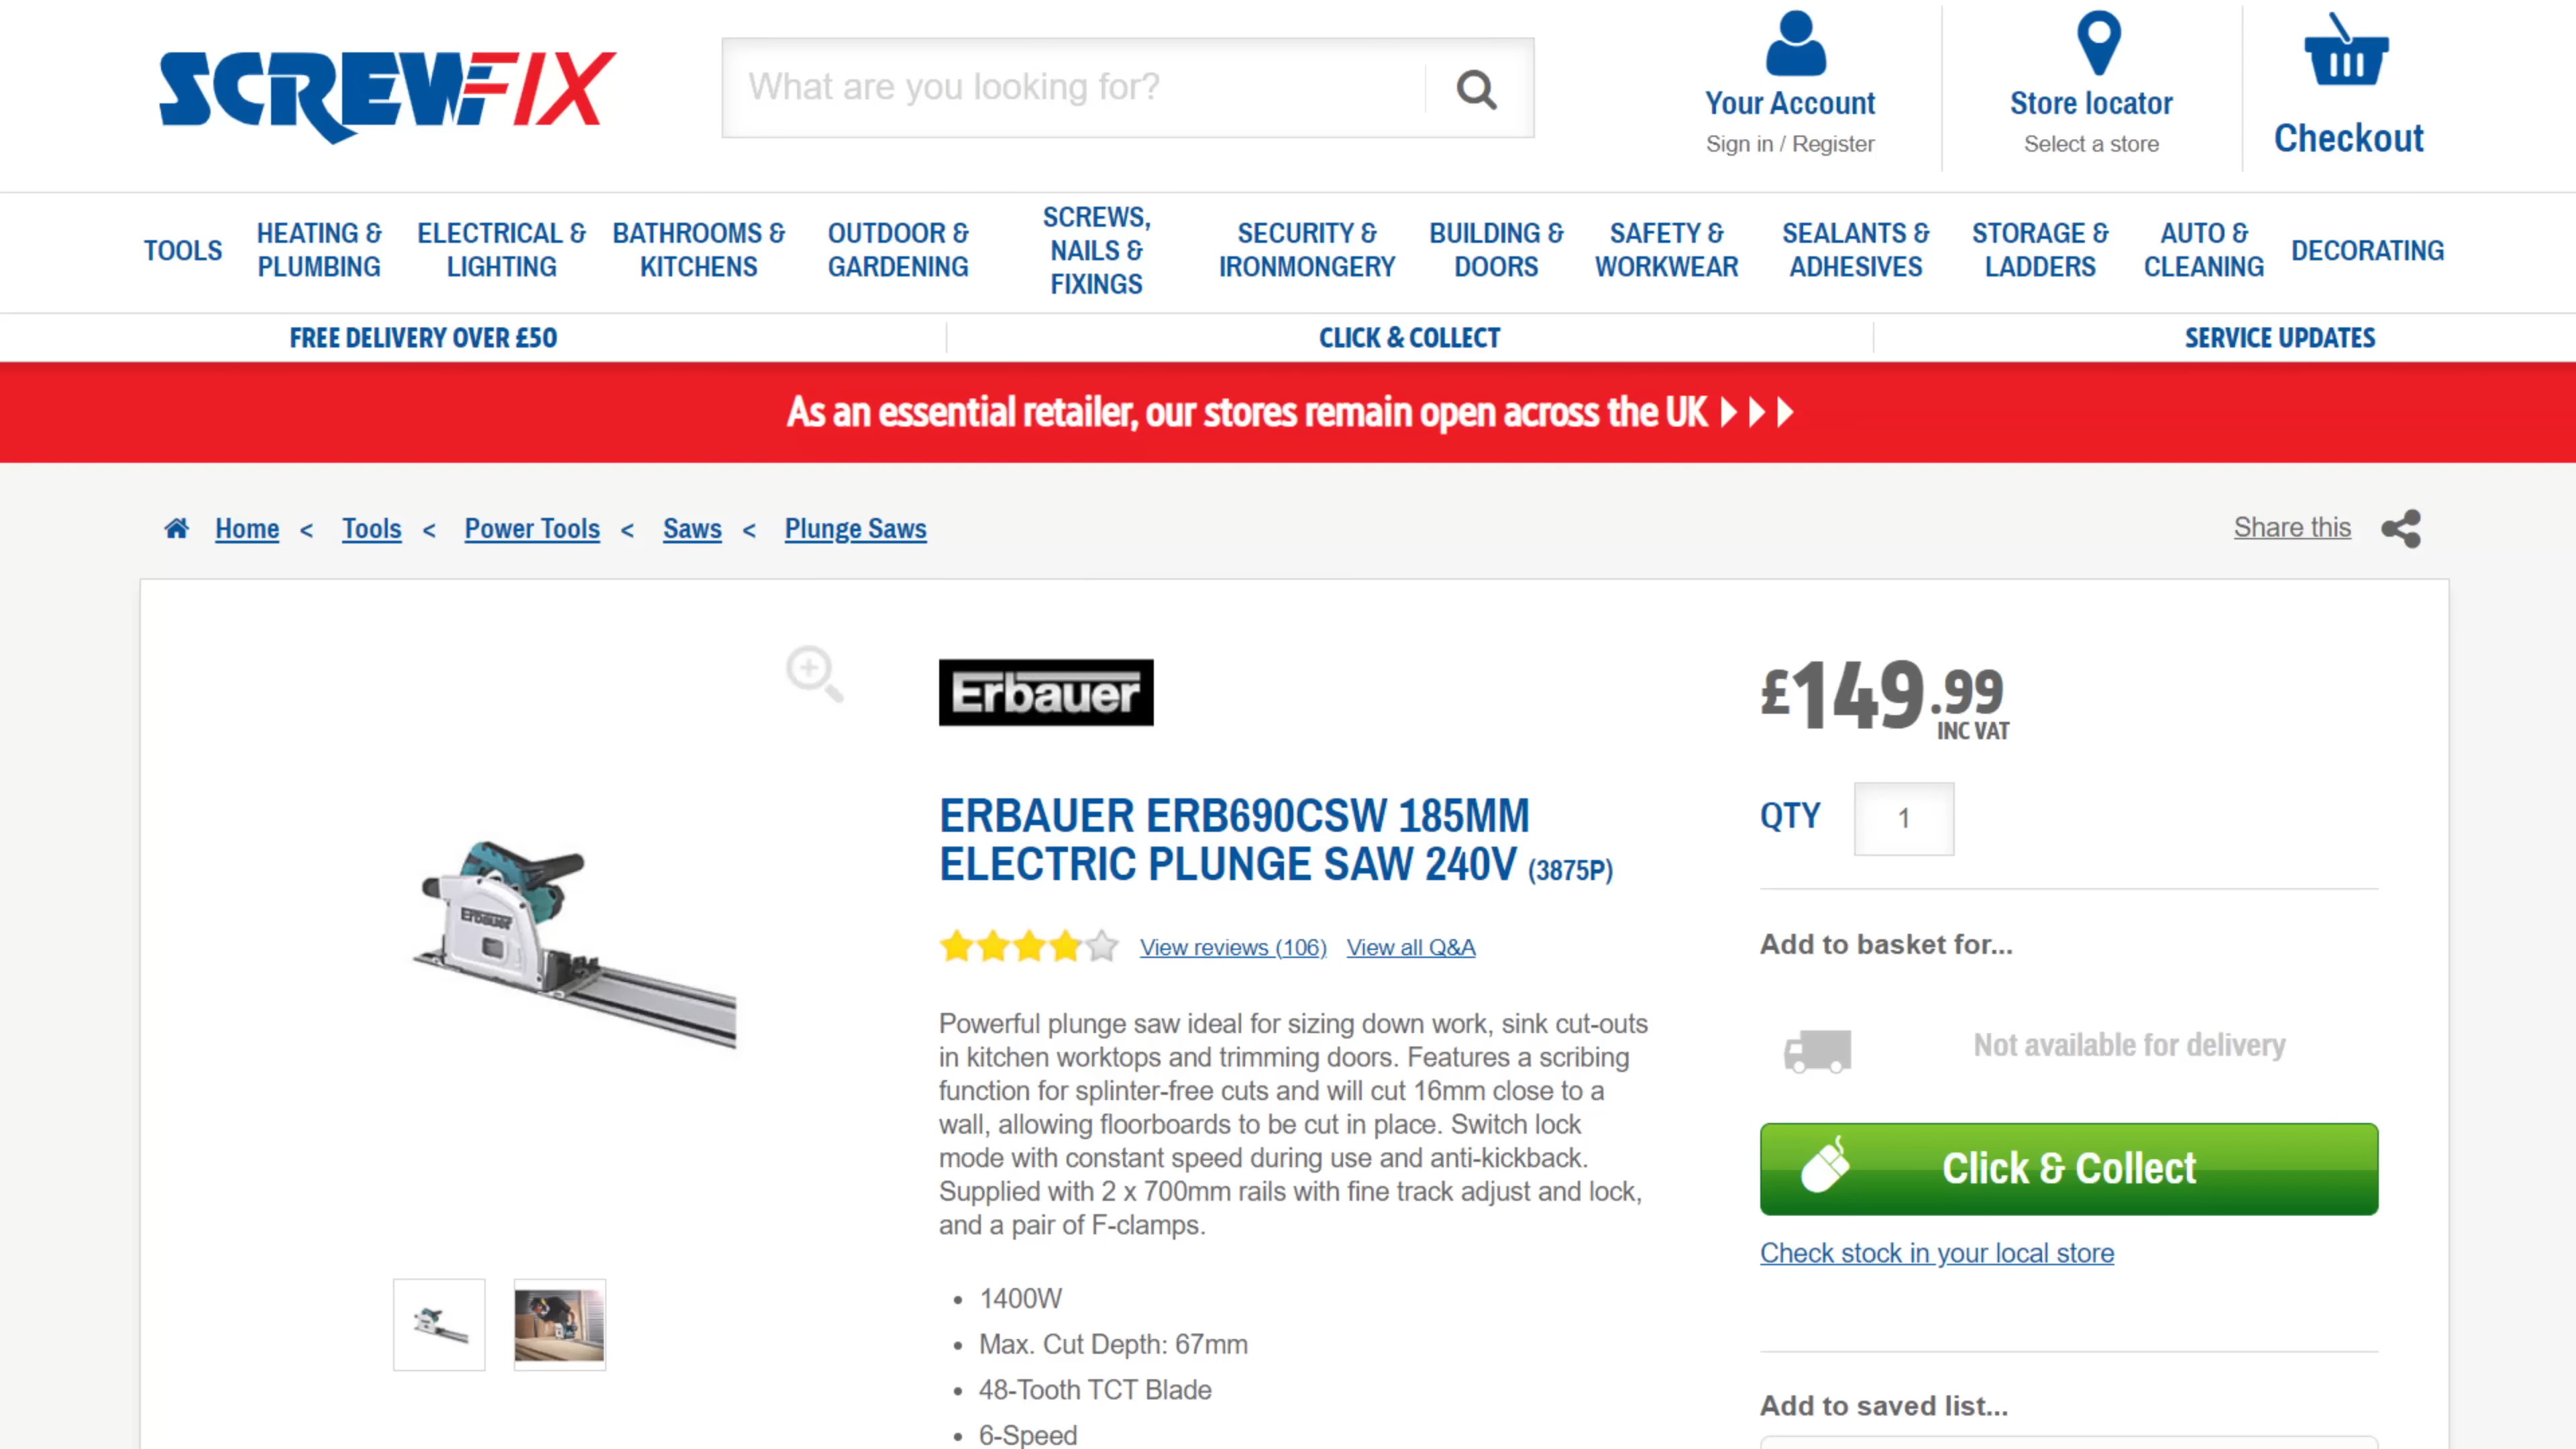 SCREWFIX
What are you looking for?
Your Account
Sign in / Register
Store locator
Select a store
Checkout
TOOLS
HEATING &
PLUMBING
ELECTRICAL &
LIGHTING
BATHROOMS &
KITCHENS
OUTDOOR &
GARDENING
SCREWS,
NAILS &
FIXINGS
SECURITY &
IRONMONGERY
BUILDING &
DOORS
SAFETY &
WORKWEAR
SEALANTS &
ADHESIVES
STORAGE &
LADDERS
AUTO &
CLEANING
DECORATING
FREE DELIVERY OVER £50
CLICK & COLLECT
SERVICE UPDATES
As an essential retailer, our stores remain open across the UK
Home < Tools < Power Tools < Saws < Plunge Saws
Share this
Erbauer
Erbauer
ERBAUER ERB690CSW 185MM
ELECTRIC PLUNGE SAW 240V (3875P)
View reviews (106) View all Q&A
Powerful plunge saw ideal for sizing down work, sink cut-outs
in kitchen worktops and trimming doors. Features a scribing
function for splinter-free cuts and will cut 16mm close to a
wall, allowing floorboards to be cut in place. Switch lock
mode with constant speed during use and anti-kickback.
Supplied with 2 x 700mm rails with fine track adjust and lock,
and a pair of F-clamps.
• 1400W
• Max. Cut Depth: 67mm
• 48-Tooth TCT Blade
• 6-Speed
£149.99
INC VAT
QTY 1
Add to basket for...
Not available for delivery
Click & Collect
Check stock in your local store
Add to saved list...